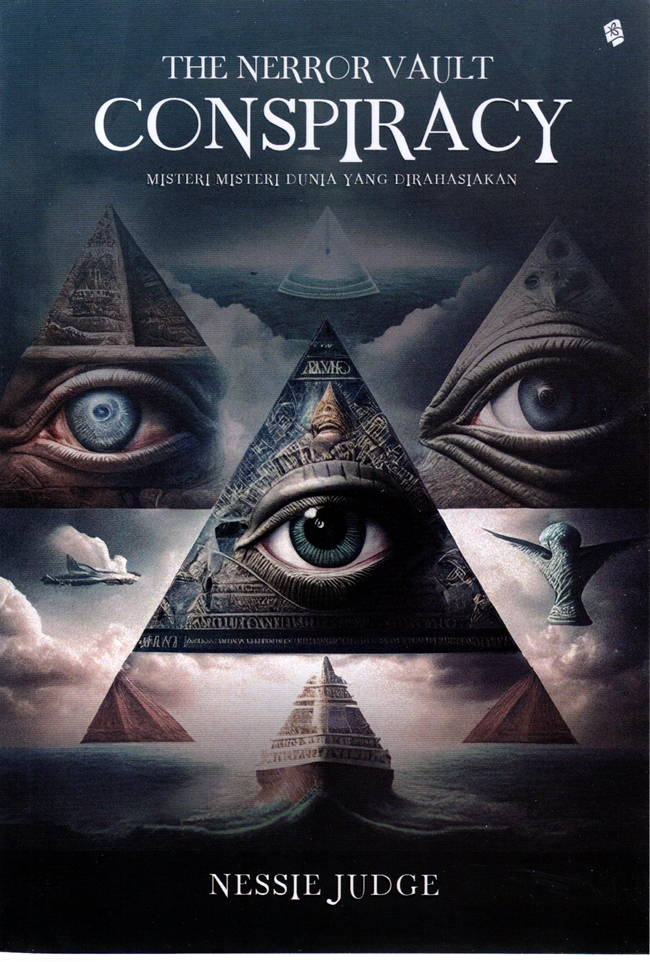 THE NERROR VAULT
CONSPIRACY
MISTERI MISTERI DUNIA YANG DIRAHASIAKAN
NESSIE JUDGE